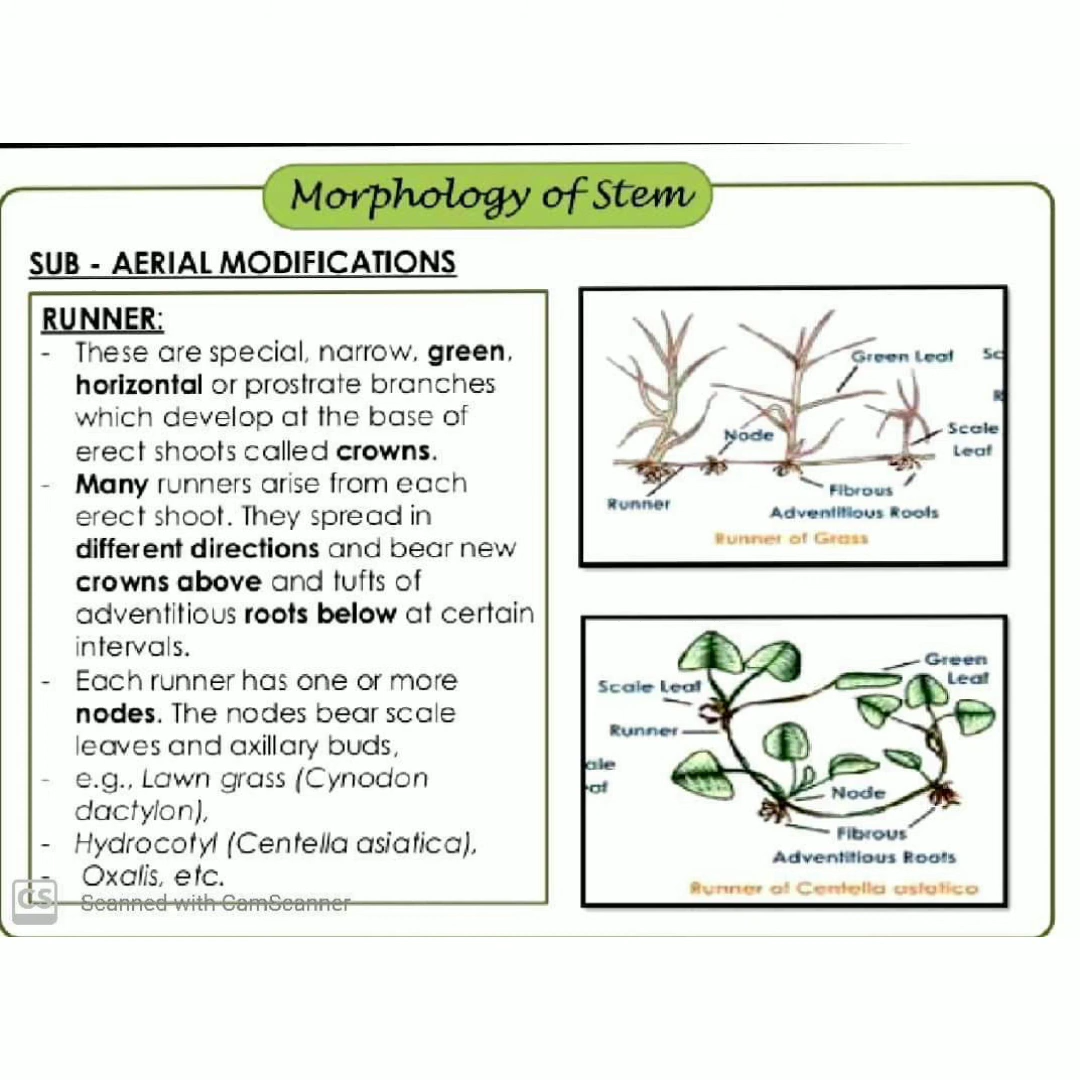 Morphology of Stem
SUB - AERIAL MODIFICATIONS
RUNNER:
- These are special, narrow, green,
horizontal or prostrate branches
which develop at the base of
erect shoots called crowns.
- Many runners arise from each
erect shoot. They spread in
different directions and bear new
crowns above and tufts of
adventitious roots below at certain
intervals.
- Each runner has one or more
nodes. The nodes bear scale
leaves and axillary buds,
- e.g., Lawn grass (Cynodon
dactylon),
- Hydrocotyl (Centella asiatica),
- Oxalis, etc.
CS Scanned with CamScanner
Green Leaf
Sc
R
Node
Scale
Leaf
Runner
Fibrous
Adventitious Roots
Runner of Grass
Green
Leaf
Scale Leaf
Runner
ale
af
Node
Fibrous
Adventitious Roots
Runner of Centella asiatica